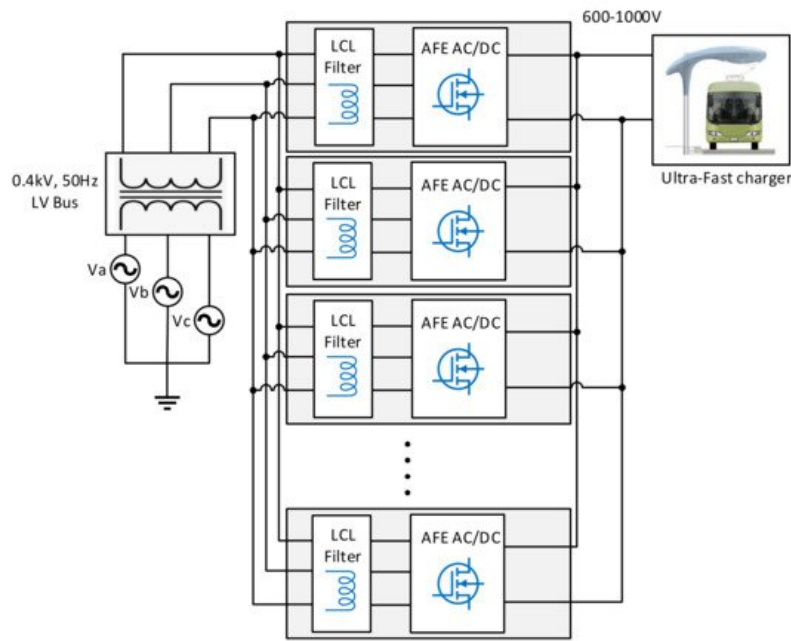 600-1000V
LCL
Filter
AFE AC/DC
Ultra-Fast charger
0.4kV, 50Hz
LV Bus
LCL
Filter
AFE AC/DC
Va
Vb
Vc
LCL
Filter
AFE AC/DC
LCL
Filter
AFE AC/DC